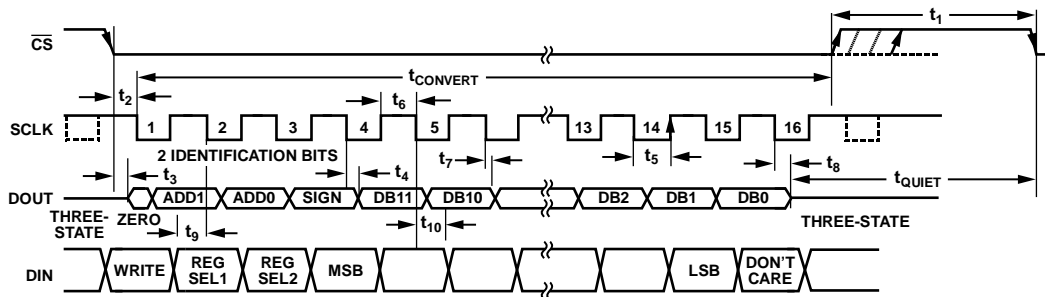 t1
CS
tCONVERT
t2
t6
SCLK
1 2 3 4 5 13 14 15 16
2 IDENTIFICATION BITS
t7
t5
t8
t3
t4
tQUIET
DOUT
ADD1 ADD0 SIGN DB11 DB10 DB2 DB1 DB0
THREE-
STATE
ZERO
THREE-STATE
t9
t10
DIN
WRITE
REG
SEL1
REG
SEL2
MSB
LSB
DON'T
CARE